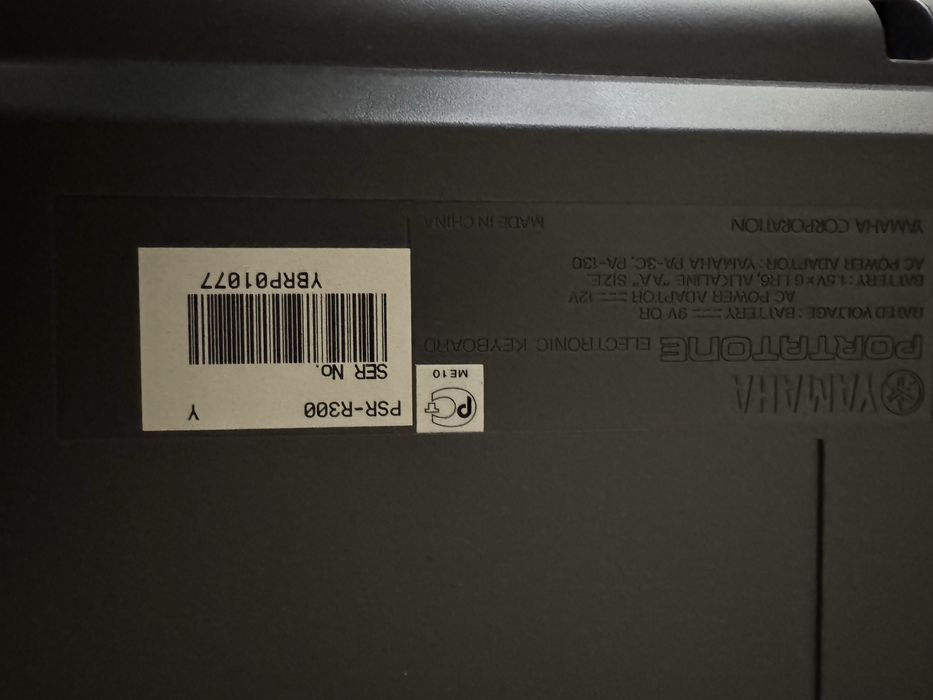 YAMAHA
PORTATONE ELECTRONIC KEYBOARD
RATED VOLTAGE : BATTERY ⎓ 9V OR
AC POWER ADAPTOR ⎓ 12V
BATTERY : 1.5V × 6 LR6, ALKALINE "AA" SIZE
AC POWER ADAPTOR : YAMAHA PA-3C, PA-130
YAMAHA CORPORATION MADE IN CHINA
РСТ
ME10
PSR-R300 Y
SER No.
YBRP01077